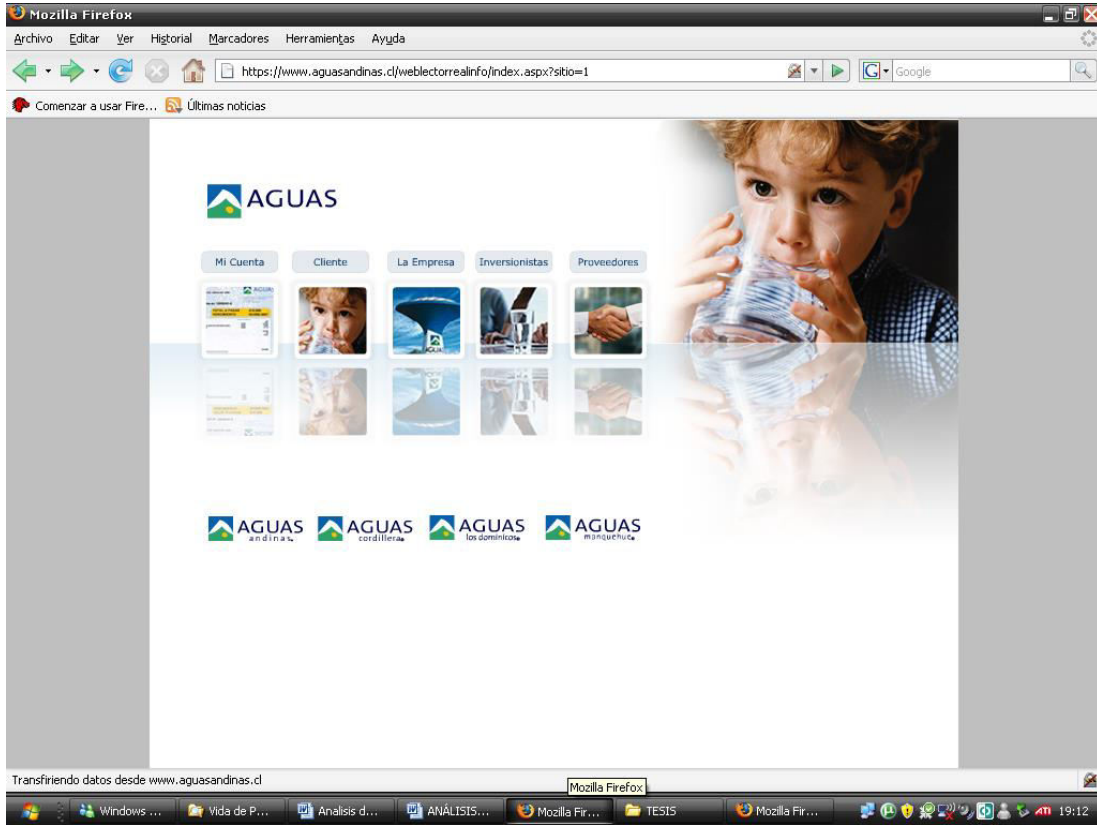 Mozilla Firefox
Archivo Editar Ver Historial Marcadores Herramientas Ayuda
https://www.aguasandinas.cl/weblectorrealinfo/index.aspx?sitio=1
G Google
Comenzar a usar Fire... Últimas noticias
AGUAS
Mi Cuenta Cliente La Empresa Inversionistas Proveedores
AGUAS andinas
AGUAS cordillera
AGUAS los dominicos
AGUAS manquehue
Transfiriendo datos desde www.aguasandinas.cl
Mozilla Firefox
Windows ... Vida de P... Analisis d... ANÁLISIS... Mozilla Fir... TESIS Mozilla Fir... ATI 19:12